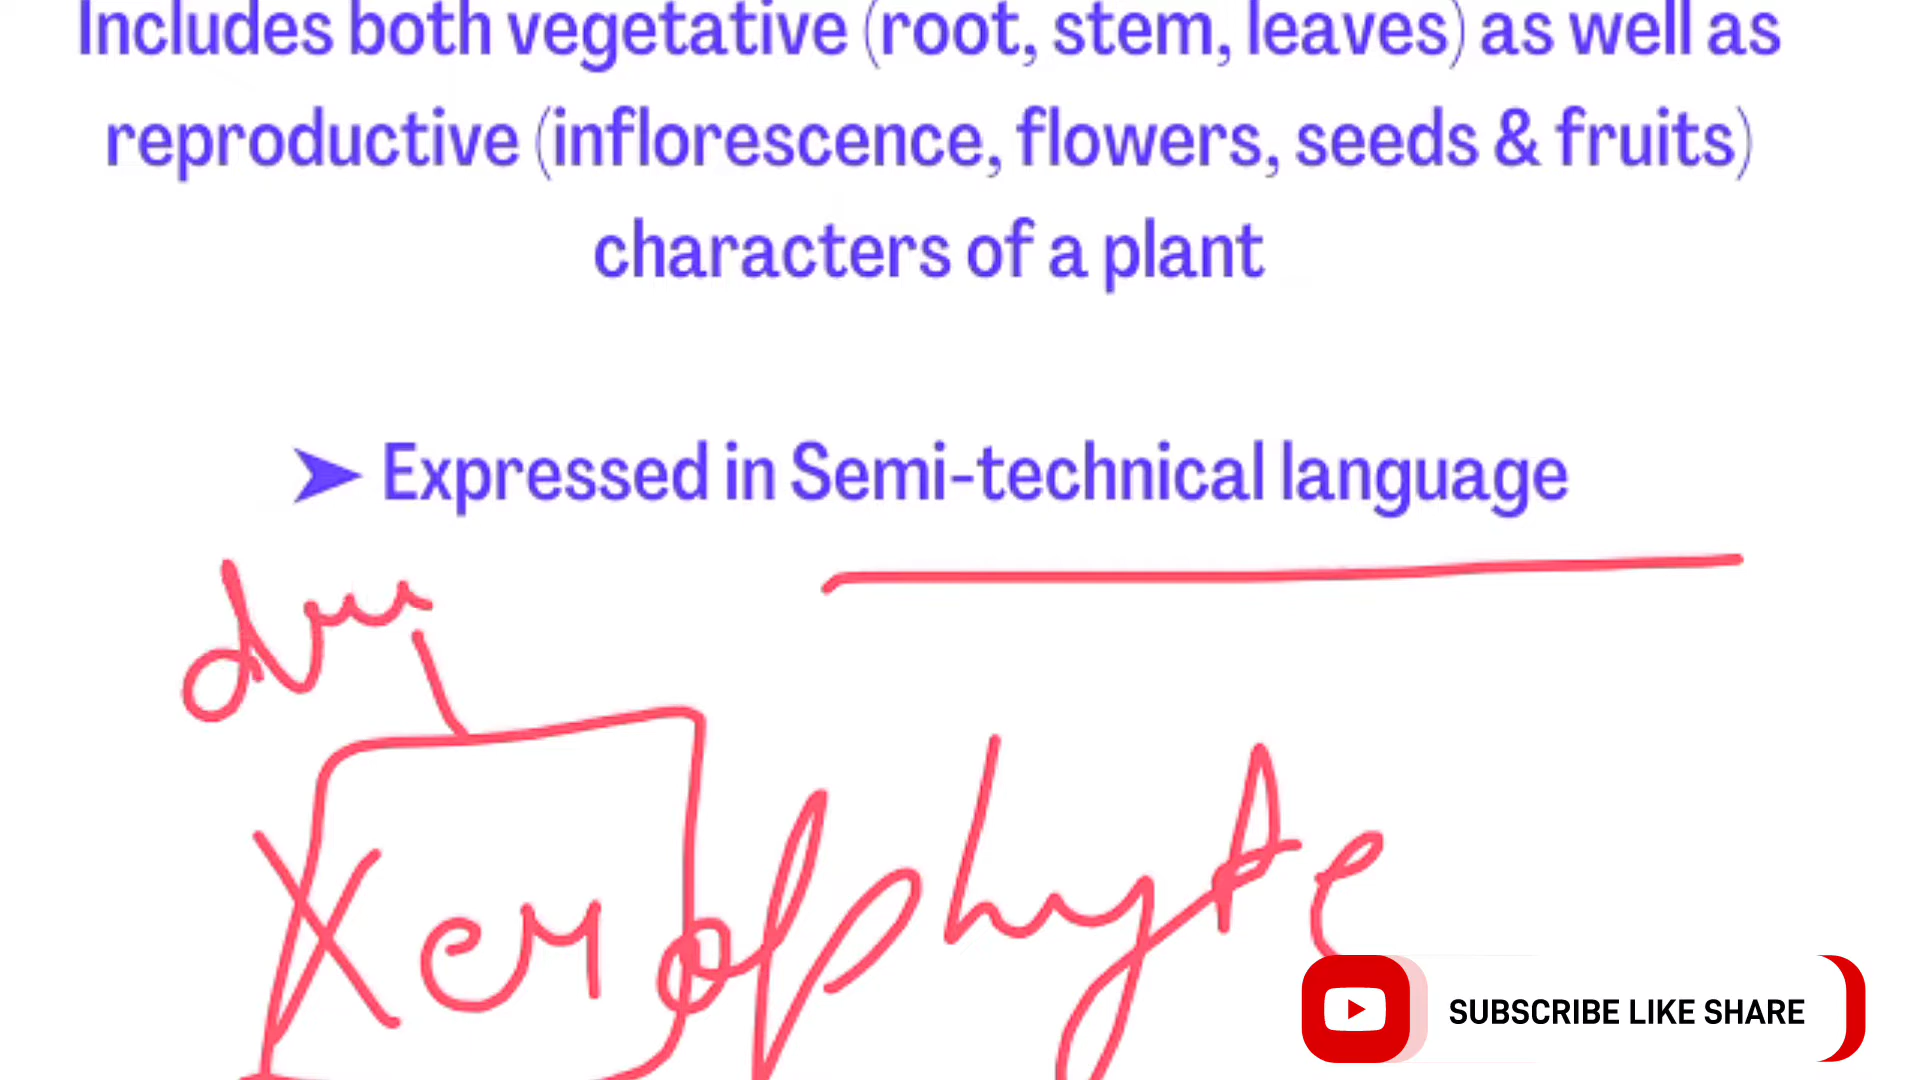 Includes both vegetative (root, stem, leaves) as well as
reproductive (inflorescence, flowers, seeds & fruits)
characters of a plant
➤ Expressed in Semi-technical language
Xerophyte
SUBSCRIBE LIKE SHARE